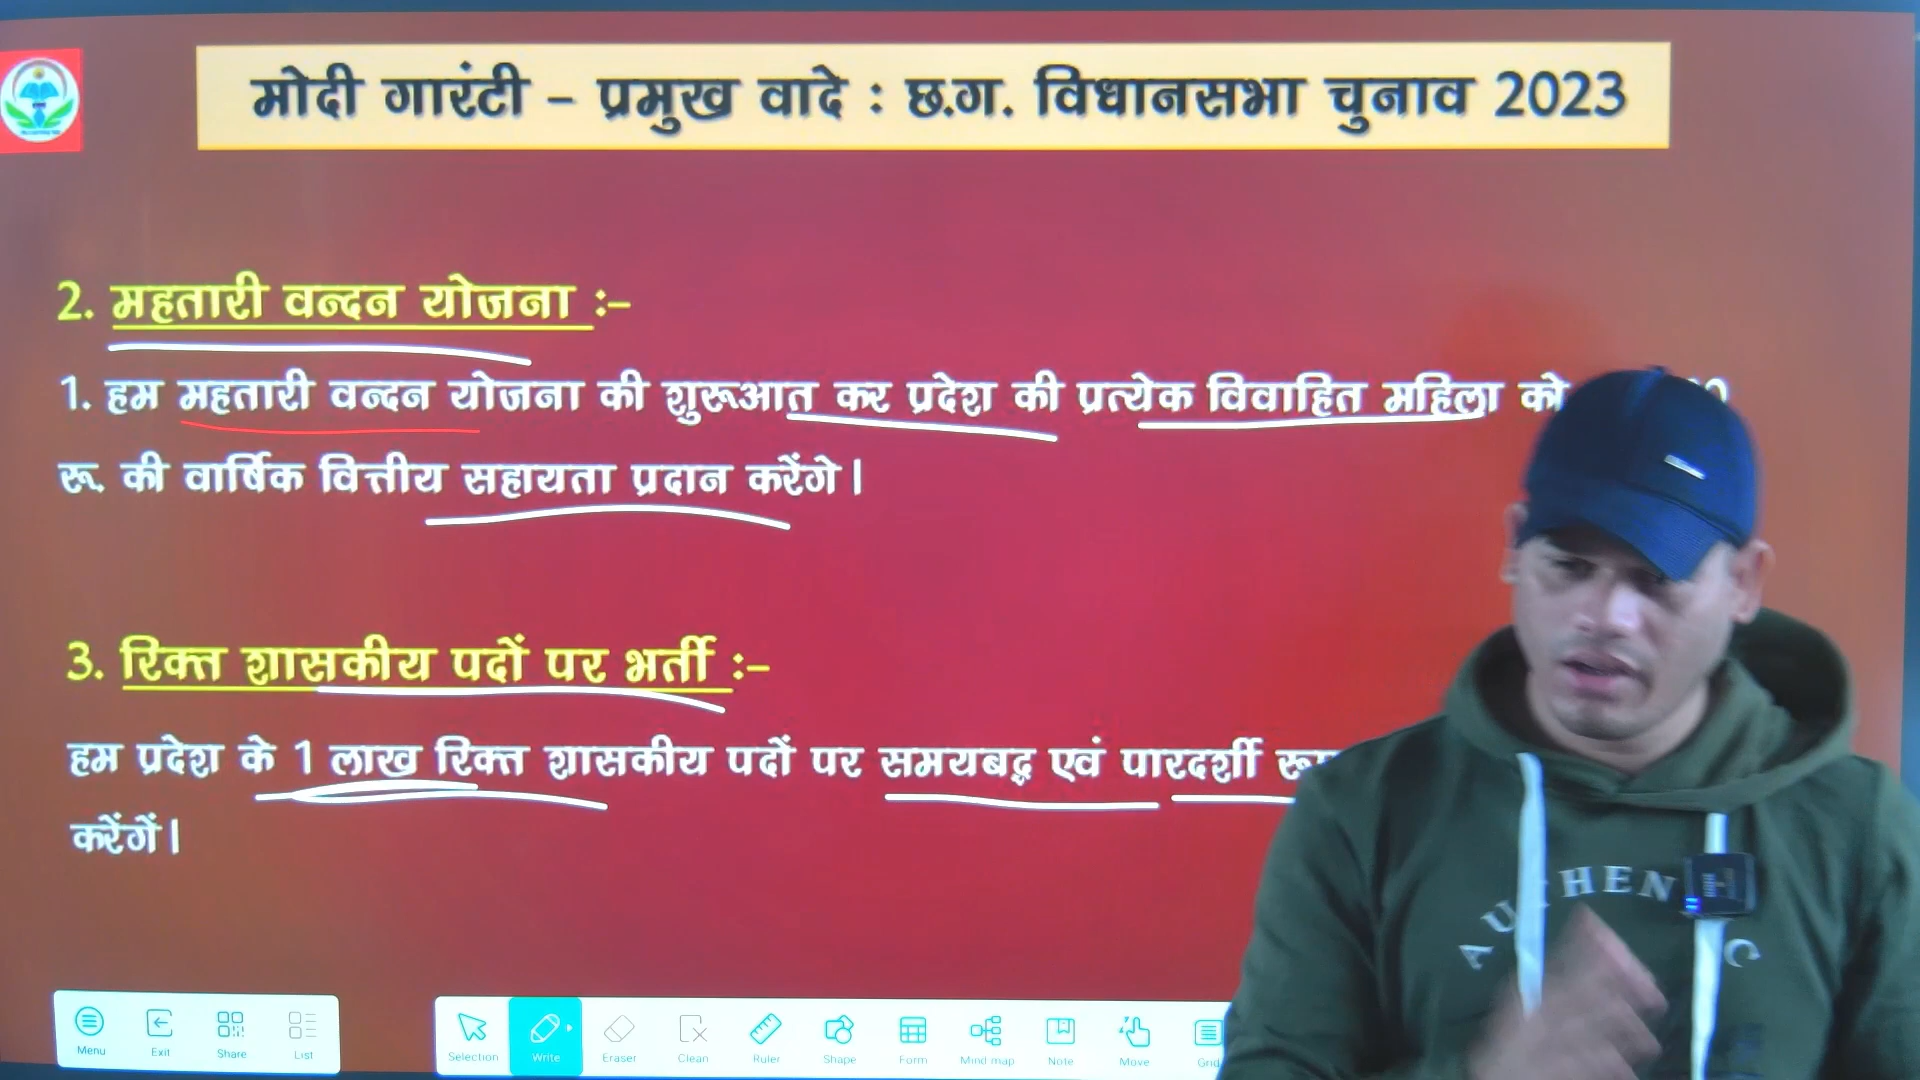 मोदी गारंटी – प्रमुख वादे : छ.ग. विधानसभा चुनाव 2023
2. महतारी वन्दन योजना :–
1. हम महतारी वन्दन योजना की शुरूआत कर प्रदेश की प्रत्येक विवाहित महिला को
रू. की वार्षिक वित्तीय सहायता प्रदान करेंगे।
3. रिक्त शासकीय पदों पर भर्ती :–
हम प्रदेश के 1 लाख रिक्त शासकीय पदों पर समयबद्ध एवं पारदर्शी
करेंगें।
AUTHENTIC
Menu Exit Share List Selection Write Eraser Clean Ruler Shape Form Mind map Note Move Grid